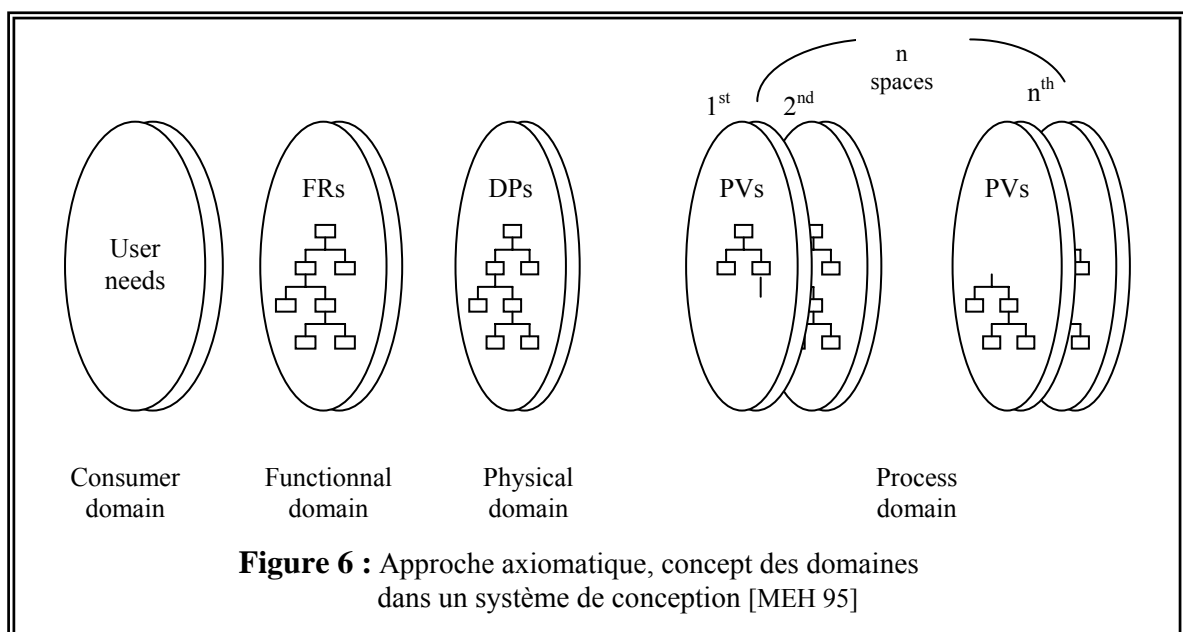 n
spaces
1st
2nd
nth
User
needs
FRs
DPs
PVs
PVs
Consumer
domain
Functionnal
domain
Physical
domain
Process
domain
Figure 6 : Approche axiomatique, concept des domaines
dans un système de conception [MEH 95]